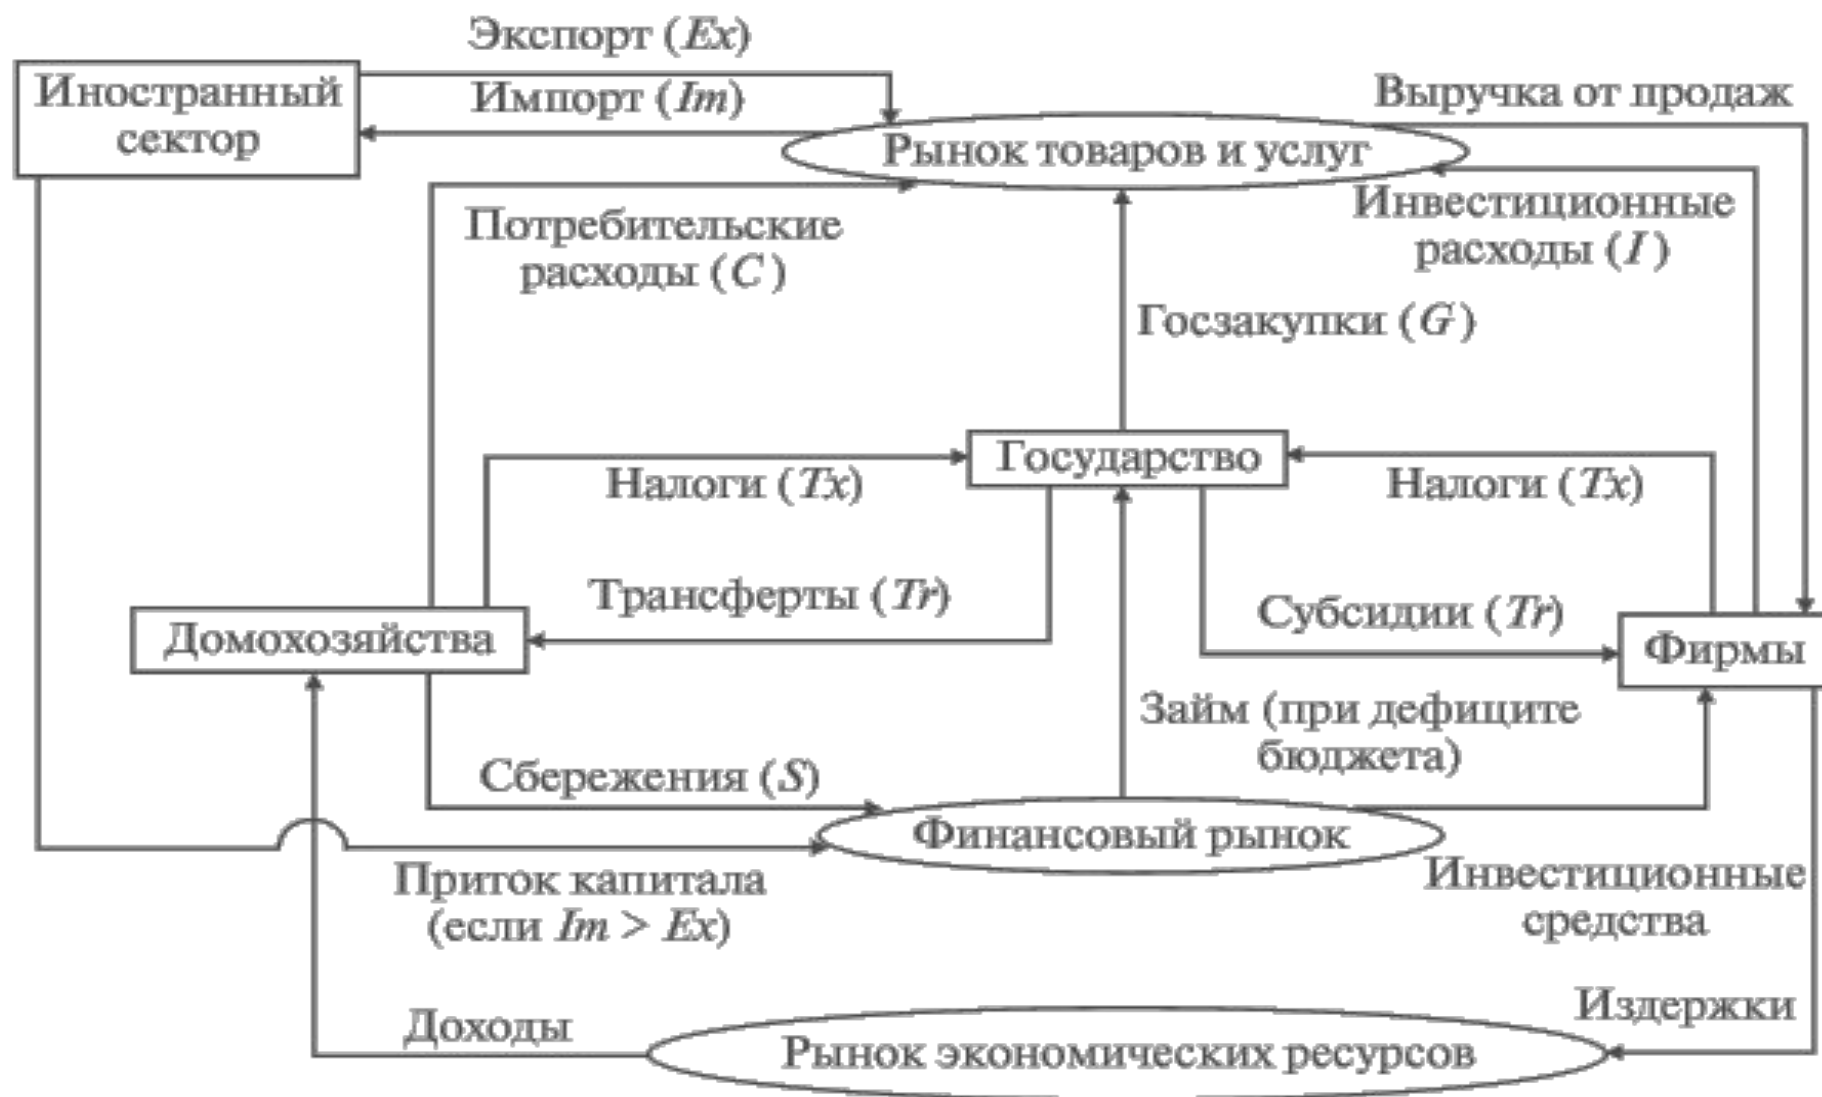 Экспорт (Ex)
Иностранный
сектор
Импорт (Im)
Выручка от продаж
Рынок товаров и услуг
Потребительские
расходы (C)
Инвестиционные
расходы (I)
Госзакупки (G)
Государство
Налоги (Tx)
Налоги (Tx)
Трансферты (Tr)
Субсидии (Tr)
Домохозяйства
Фирмы
Займ (при дефиците
бюджета)
Сбережения (S)
Финансовый рынок
Приток капитала
(если Im > Ex)
Инвестиционные
средства
Издержки
Доходы
Рынок экономических ресурсов